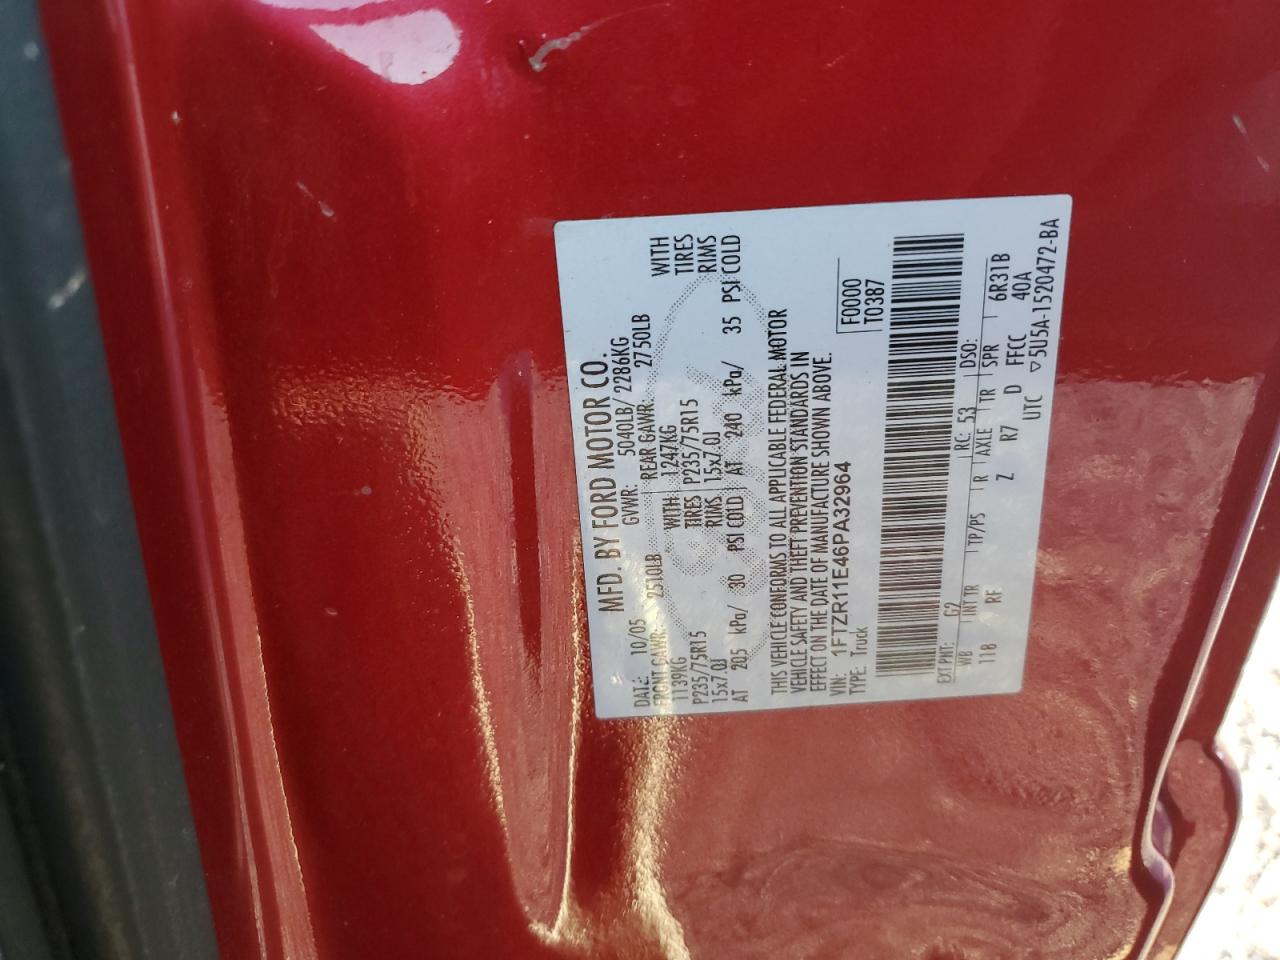 MFD. BY FORD MOTOR CO.
DATE: 10/05 GVWR: 5040LB/ 2286KG
FRONT GAWR: 2510LB REAR GAWR: 2750LB
1139KG WITH 1247KG WITH
P235/75R15 TIRES P235/75R15 TIRES
15x7.0J RIMS 15x7.0J RIMS
AT 205 kPa/ 30 PSI COLD AT 240 kPa/ 35 PSI COLD
THIS VEHICLE CONFORMS TO ALL APPLICABLE FEDERAL MOTOR
VEHICLE SAFETY AND THEFT PREVENTION STANDARDS IN
EFFECT ON THE DATE OF MANUFACTURE SHOWN ABOVE.
VIN: 1FTZR11E46PA32964 F0000
TYPE: Truck T0387
EXT PNT: G2 RC: 53 DSO:
WB INT TR TP/PS R AXLE TR SPR 6R31B
118 RF Z R7 D FFCC 40A
UTC ▽5U5A-1520472-BA